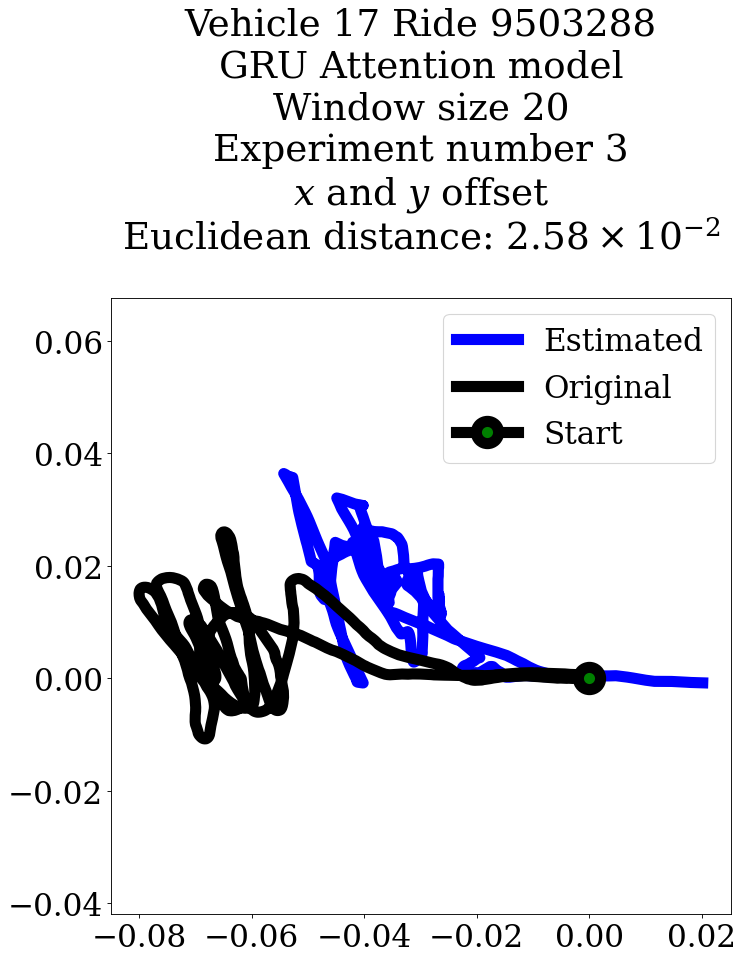 Vehicle 17 Ride 9503288
GRU Attention model
Window size 20
Experiment number 3
x and y offset
Euclidean distance: 2.58 × 10⁻²
Estimated
Original
Start
0.06
0.04
0.02
0.00
−0.02
−0.04
−0.08 −0.06 −0.04 −0.02 0.00 0.02